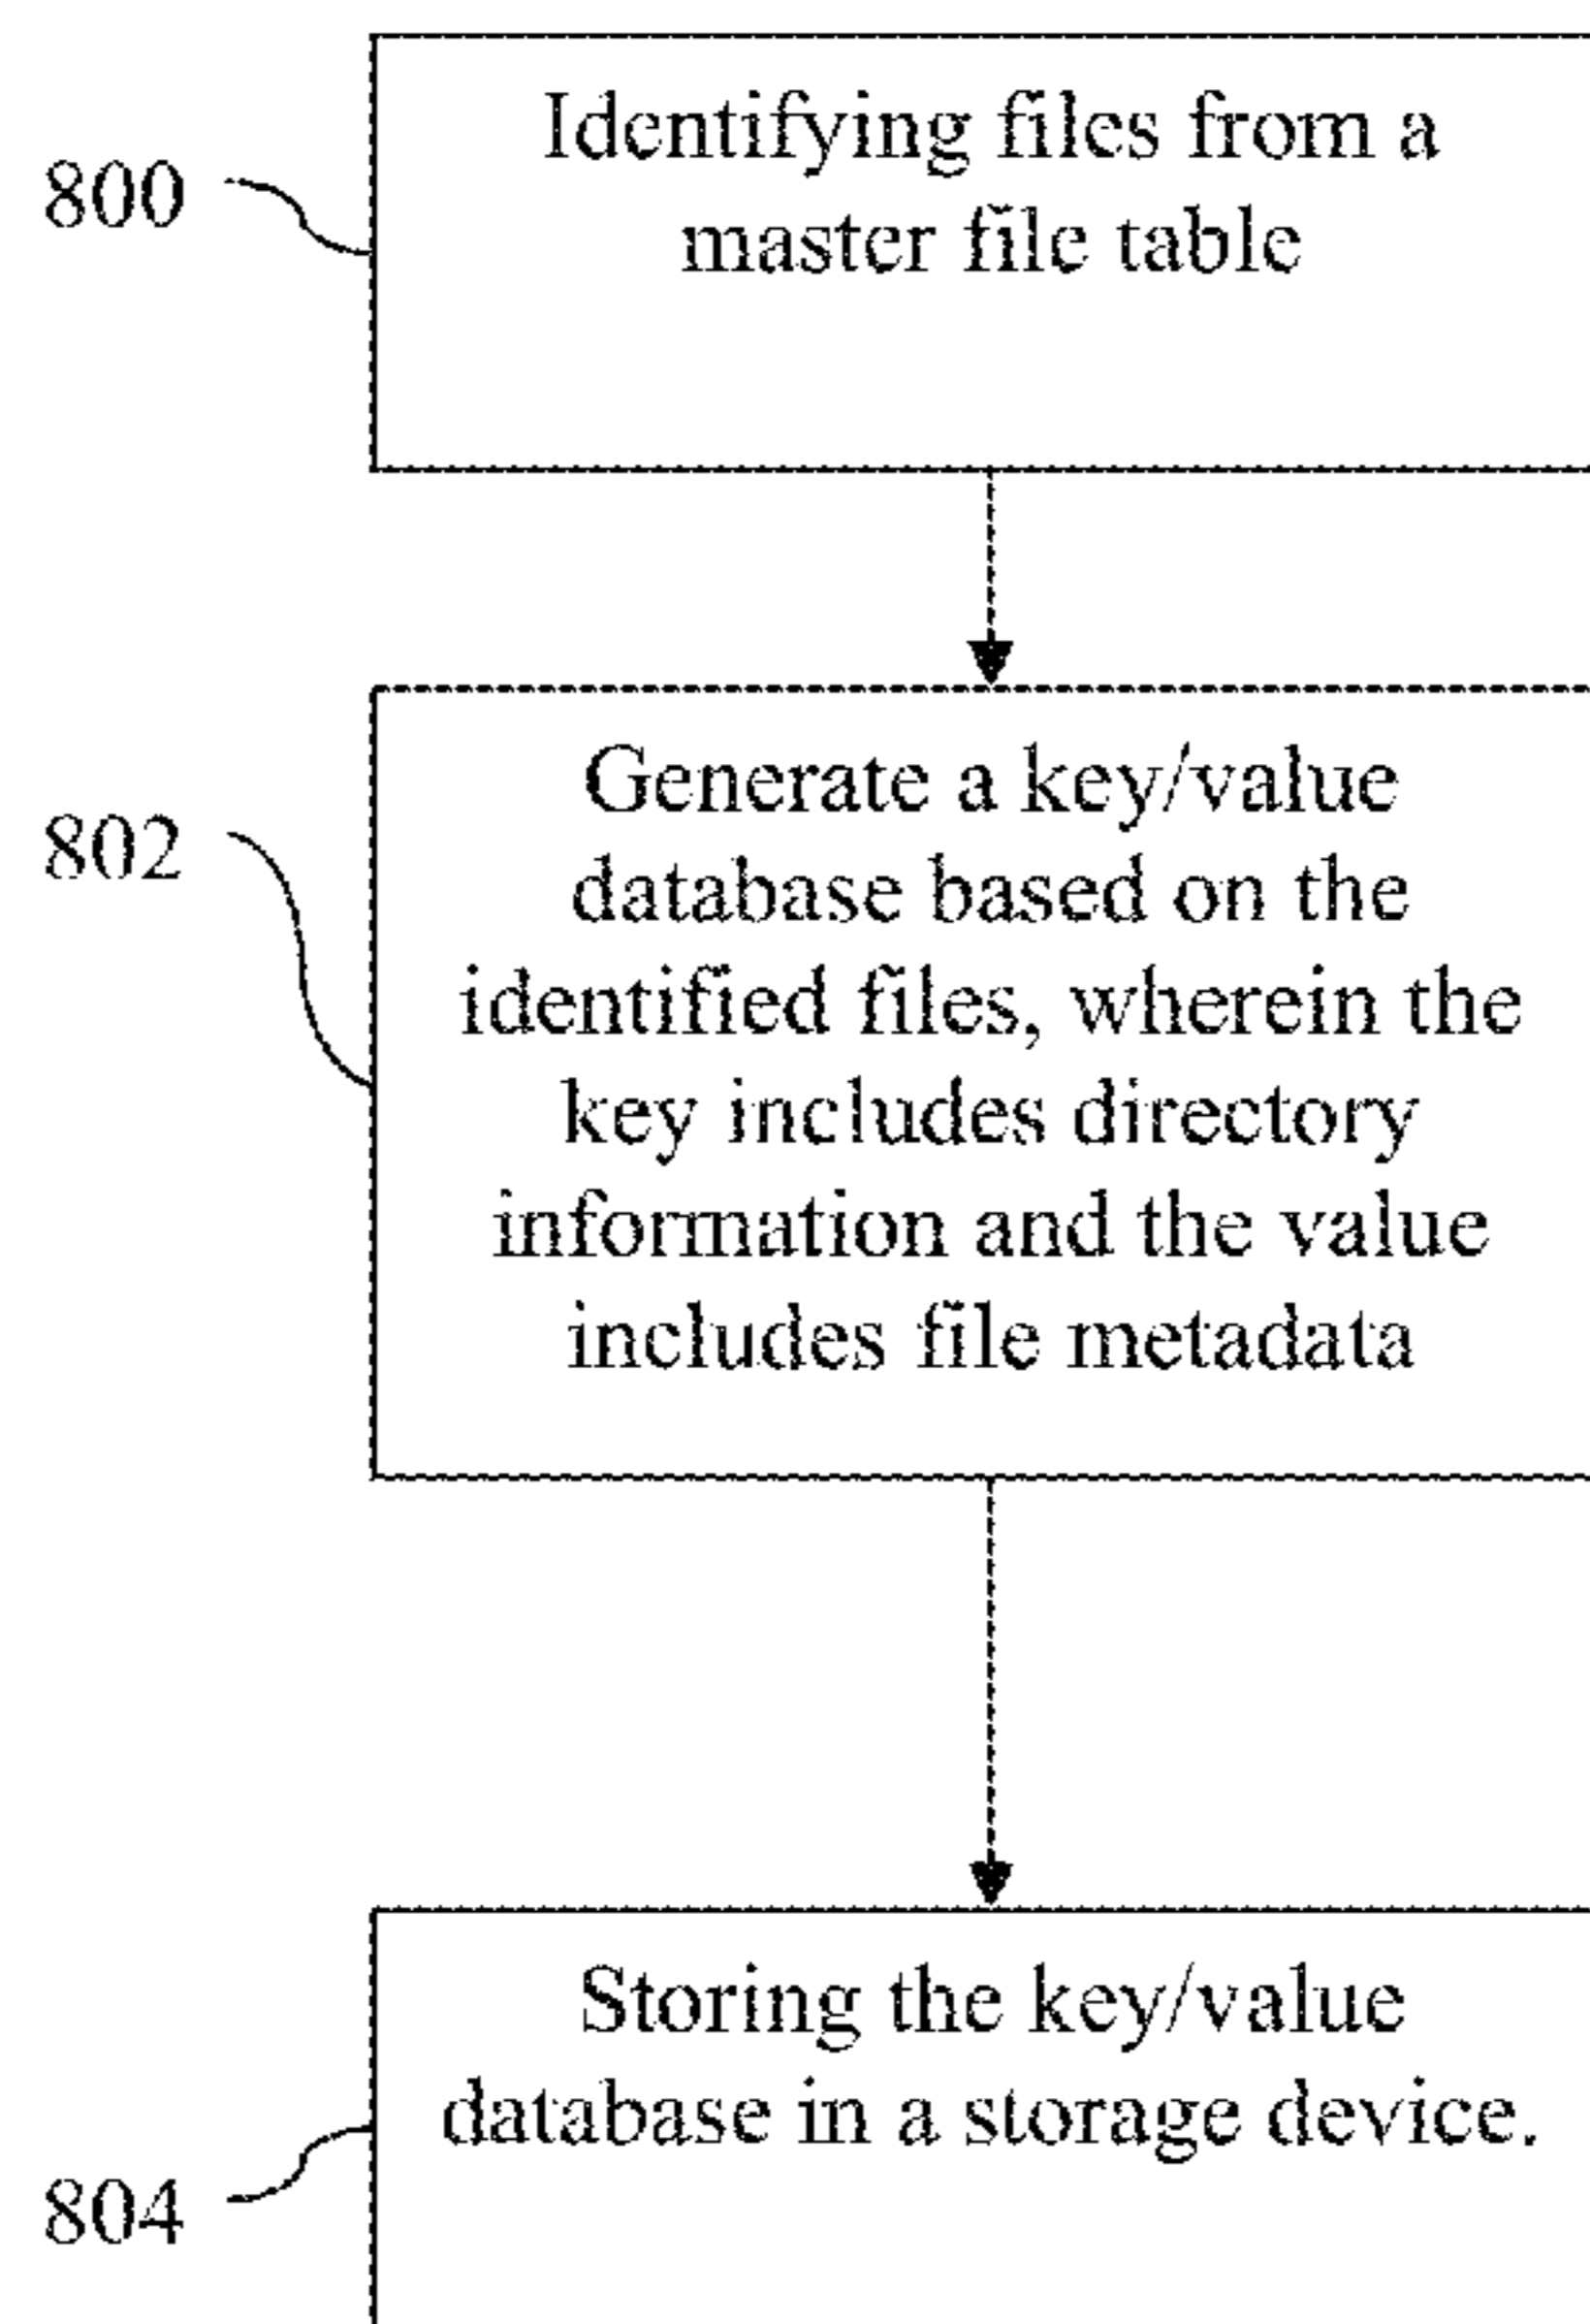 800
Identifying files from a
master file table
802
Generate a key/value
database based on the
identified files, wherein the
key includes directory
information and the value
includes file metadata
Storing the key/value
database in a storage device.
804